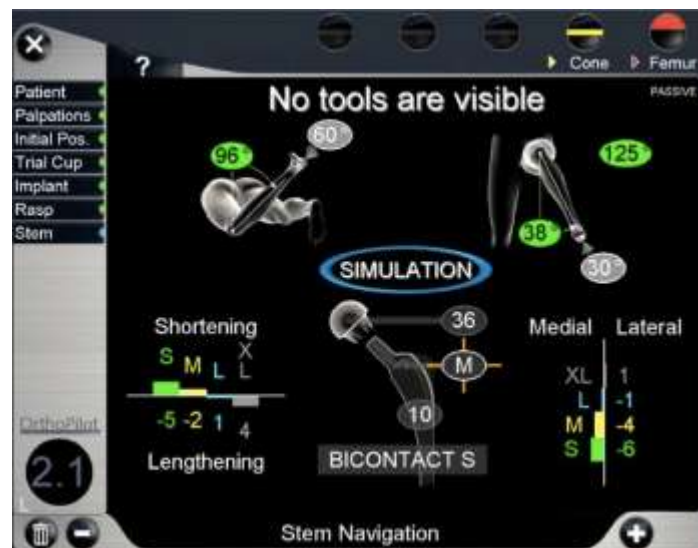 ?
Cone
Femur
PASSIVE
No tools are visible
Patient
Palpations
Initial Pos.
Trial Cup
Implant
Rasp
Stem
96°
60°
125°
38°
30°
SIMULATION
Shortening
S M L XL
-5 -2 1 4
Lengthening
36
M
10
BICONTACT S
Medial Lateral
XL 1
L -1
M -4
S -6
OrthoPilot
2.1
L
Stem Navigation